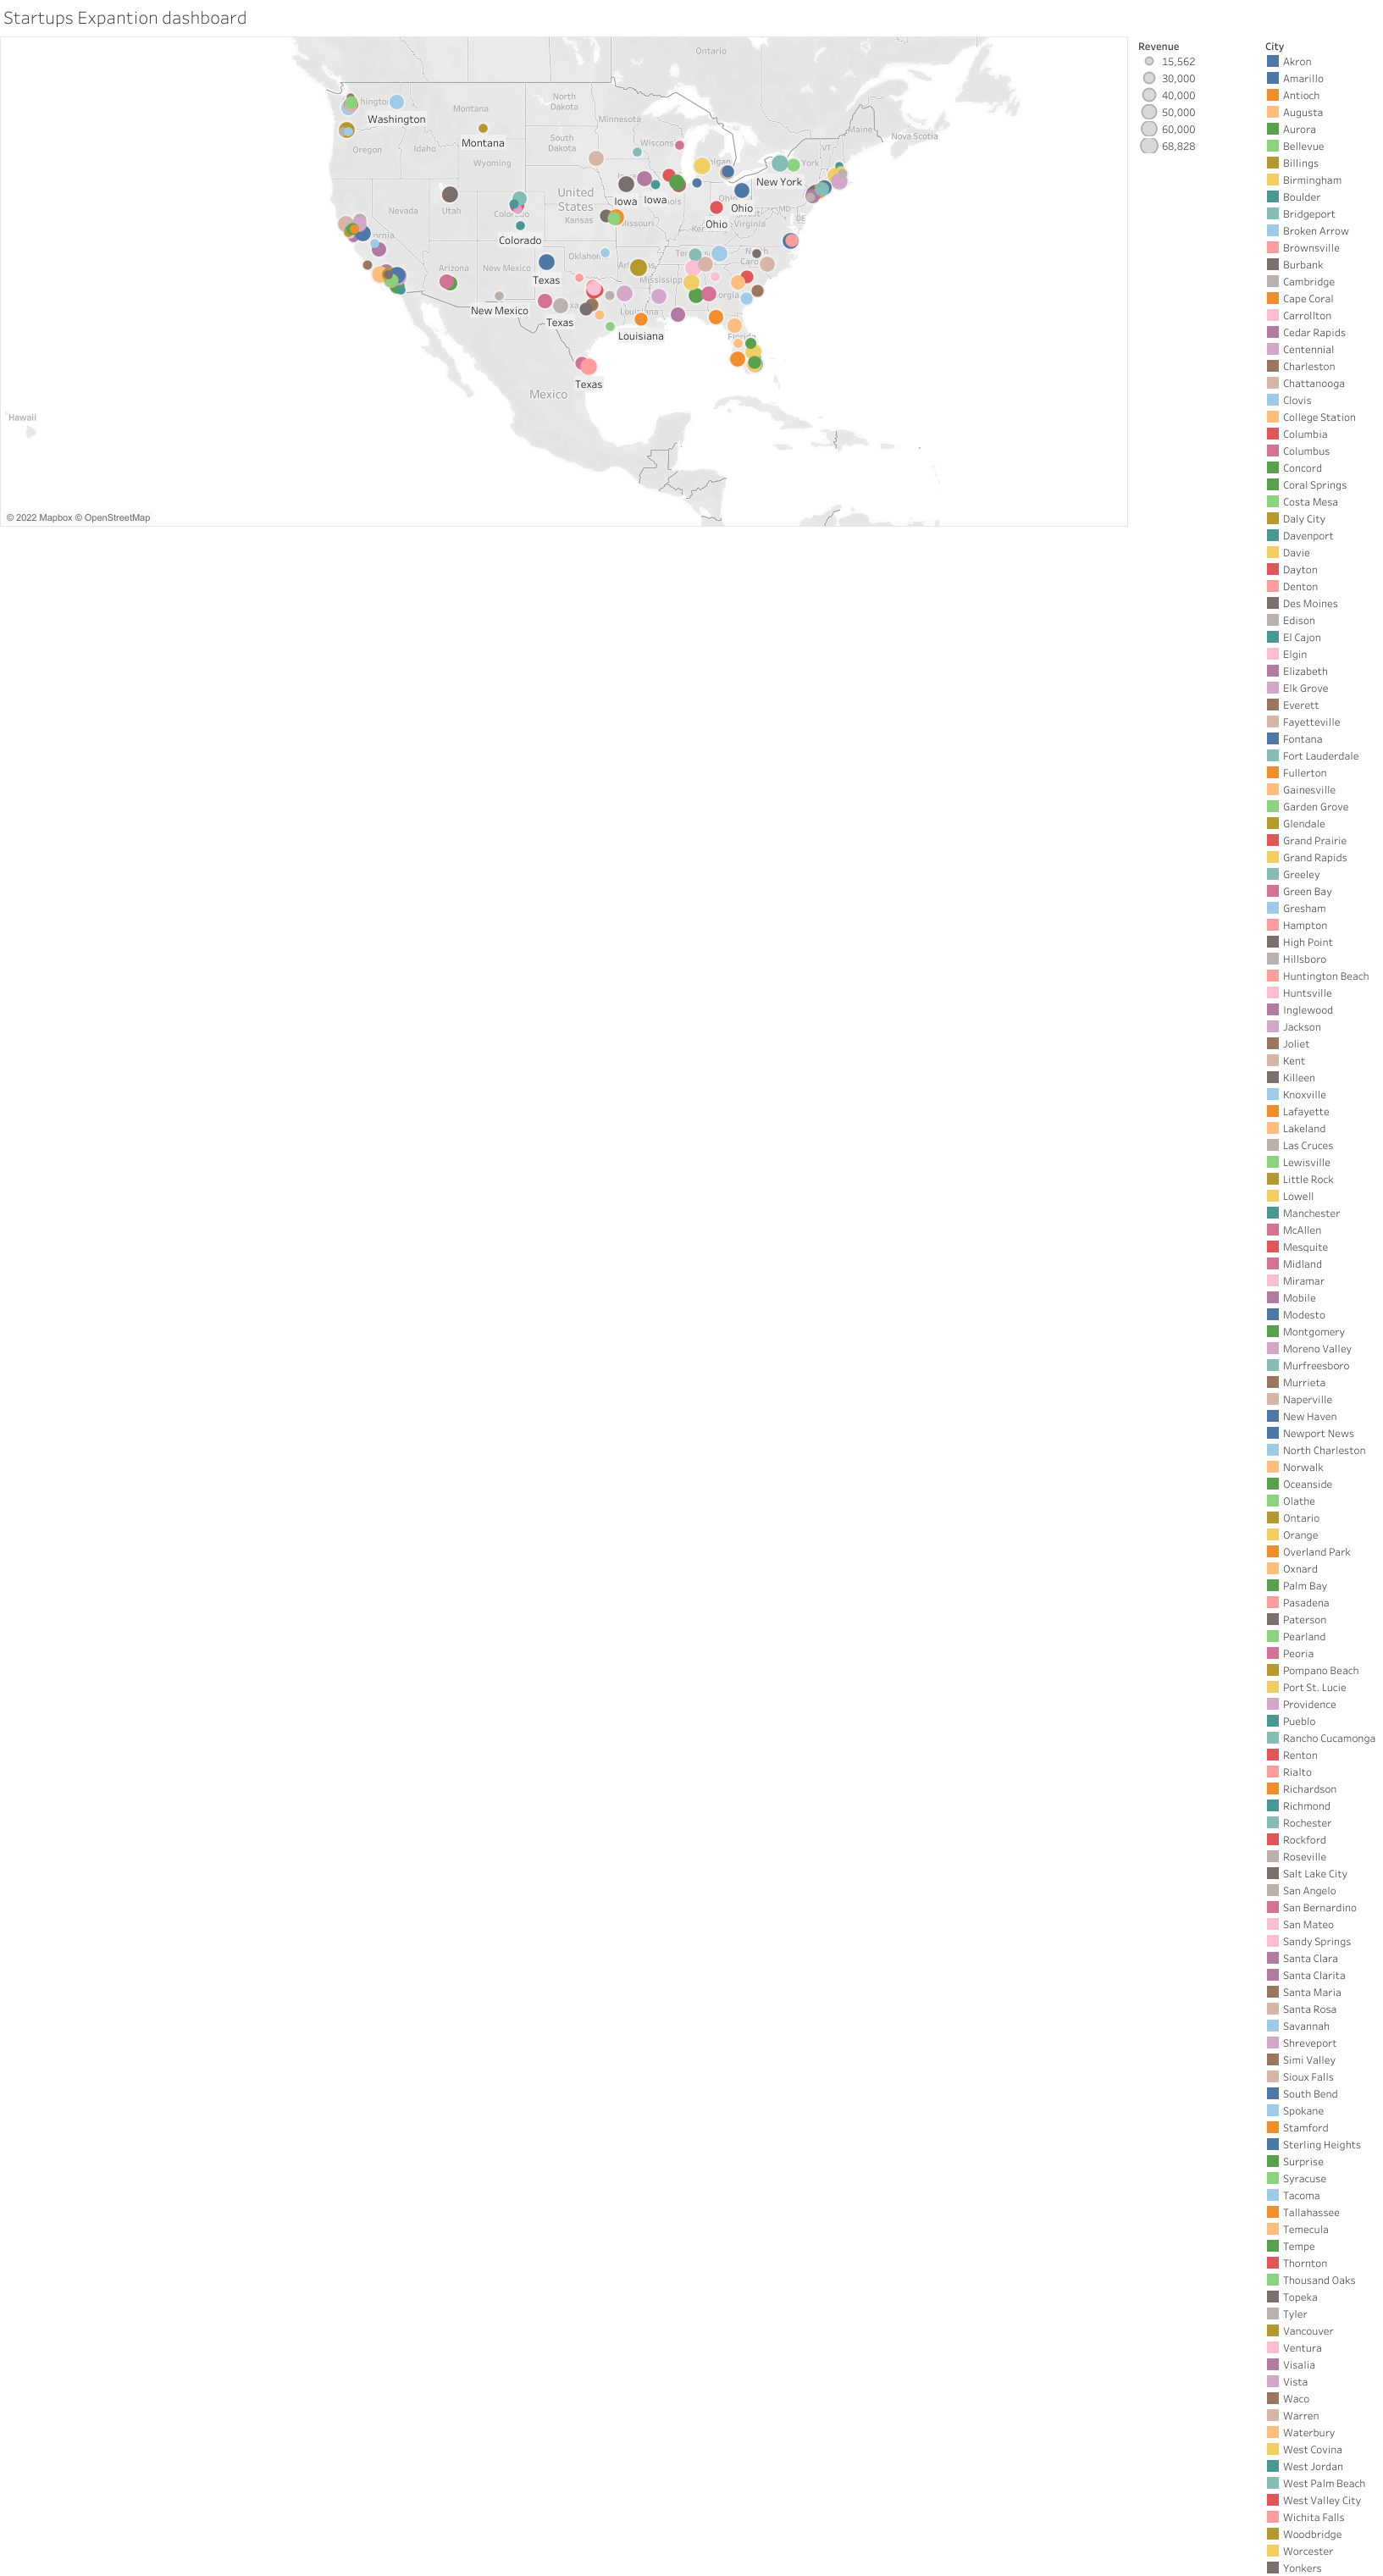 Startups Expantion dashboard
Ontario
North
Dakota
Montana
Minnesota
Washington
Montana
Oregon
Idaho
Wyoming
South
Dakota
Maine
Nova Scotia
VT
New York
York
United
States
Iowa
Iowa
Ohio
Ohio
Nevada
Utah
Kansas
Virginia
MD
DE
Colorado
Arizona
New Mexico
Texas
Mississippi
New Mexico
Texas
Louisiana
Texas
Mexico
Hawaii
© 2022 Mapbox © OpenStreetMap
Revenue
15,562
30,000
40,000
50,000
60,000
68,828
City
Akron
Amarillo
Antioch
Augusta
Aurora
Bellevue
Billings
Birmingham
Boulder
Bridgeport
Broken Arrow
Brownsville
Burbank
Cambridge
Cape Coral
Carrollton
Cedar Rapids
Centennial
Charleston
Chattanooga
Clovis
College Station
Columbia
Columbus
Concord
Coral Springs
Costa Mesa
Daly City
Davenport
Davie
Dayton
Denton
Des Moines
Edison
El Cajon
Elgin
Elizabeth
Elk Grove
Everett
Fayetteville
Fontana
Fort Lauderdale
Fullerton
Gainesville
Garden Grove
Glendale
Grand Prairie
Grand Rapids
Greeley
Green Bay
Gresham
Hampton
High Point
Hillsboro
Huntington Beach
Huntsville
Inglewood
Jackson
Joliet
Kent
Killeen
Knoxville
Lafayette
Lakeland
Las Cruces
Lewisville
Little Rock
Lowell
Manchester
McAllen
Mesquite
Midland
Miramar
Mobile
Modesto
Montgomery
Moreno Valley
Murfreesboro
Murrieta
Naperville
New Haven
Newport News
North Charleston
Norwalk
Oceanside
Olathe
Ontario
Orange
Overland Park
Oxnard
Palm Bay
Pasadena
Paterson
Pearland
Peoria
Pompano Beach
Port St. Lucie
Providence
Pueblo
Rancho Cucamonga
Renton
Rialto
Richardson
Richmond
Rochester
Rockford
Roseville
Salt Lake City
San Angelo
San Bernardino
San Mateo
Sandy Springs
Santa Clara
Santa Clarita
Santa Maria
Santa Rosa
Savannah
Shreveport
Simi Valley
Sioux Falls
South Bend
Spokane
Stamford
Sterling Heights
Surprise
Syracuse
Tacoma
Tallahassee
Temecula
Tempe
Thornton
Thousand Oaks
Topeka
Tyler
Vancouver
Ventura
Visalia
Vista
Waco
Warren
Waterbury
West Covina
West Jordan
West Palm Beach
West Valley City
Wichita Falls
Woodbridge
Worcester
Yonkers